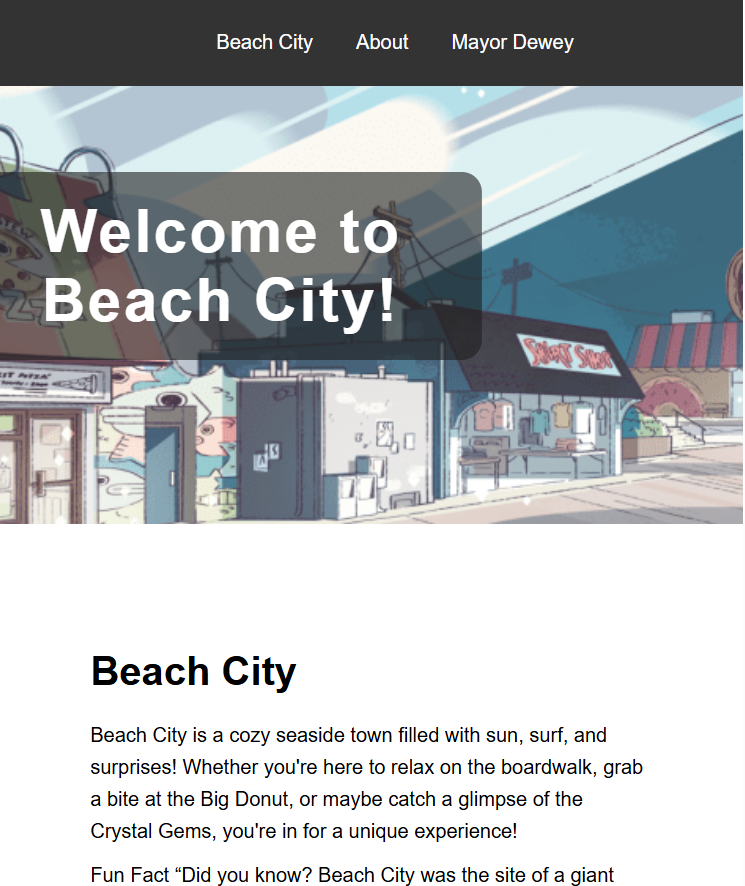 Beach City About Mayor Dewey
Welcome to
Beach City!
Beach City
Beach City is a cozy seaside town filled with sun, surf, and
surprises! Whether you're here to relax on the boardwalk, grab
a bite at the Big Donut, or maybe catch a glimpse of the
Crystal Gems, you're in for a unique experience!
Fun Fact “Did you know? Beach City was the site of a giant